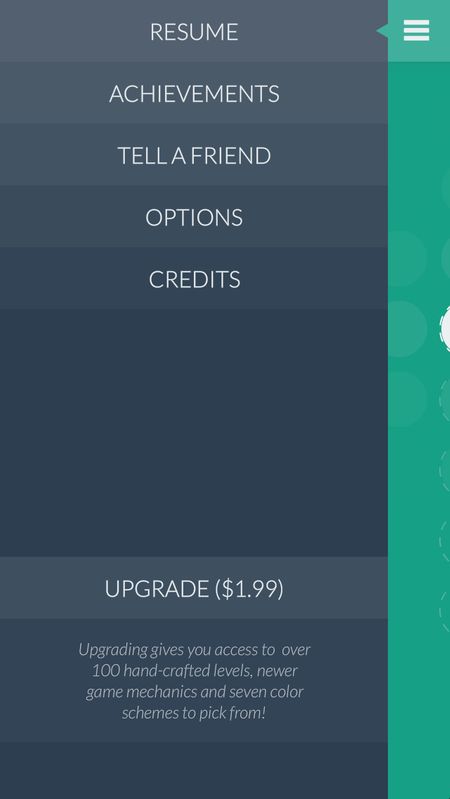 RESUME
ACHIEVEMENTS
TELL A FRIEND
OPTIONS
CREDITS
UPGRADE ($1.99)
Upgrading gives you access to over
100 hand-crafted levels, newer
game mechanics and seven color
schemes to pick from!